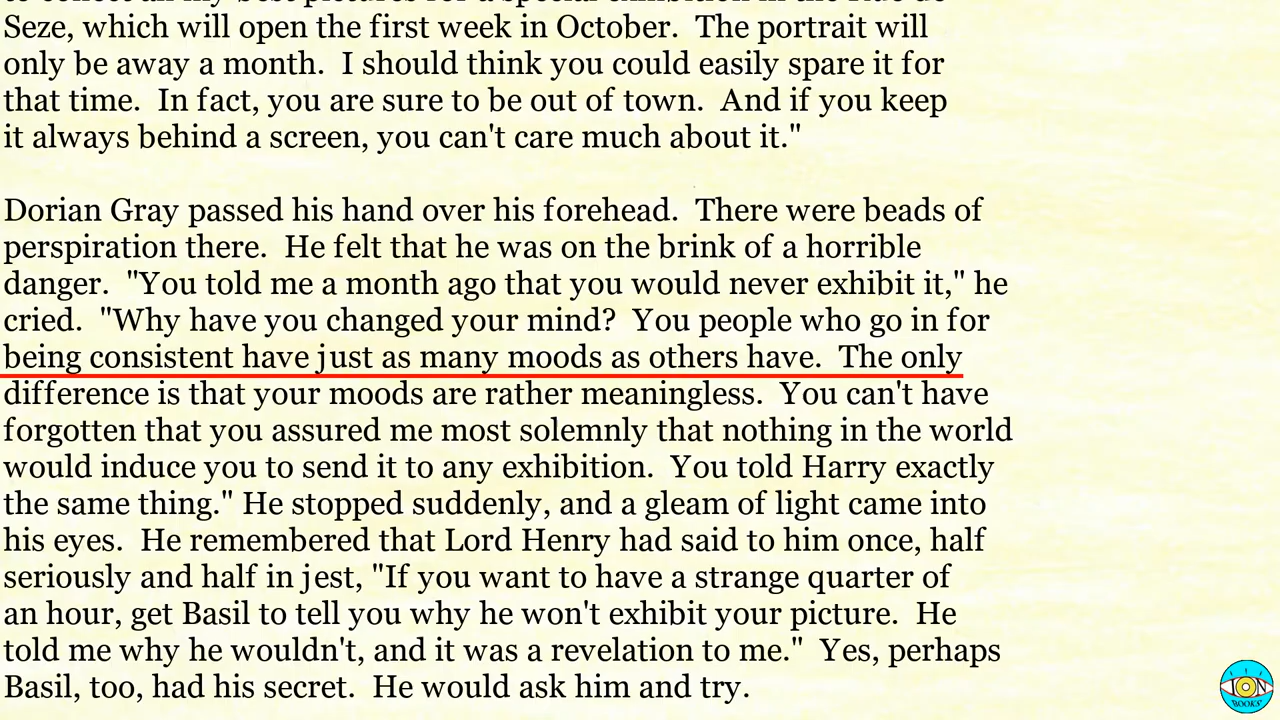 Seze, which will open the first week in October.  The portrait will
only be away a month.  I should think you could easily spare it for
that time.  In fact, you are sure to be out of town.  And if you keep
it always behind a screen, you can't care much about it."
Dorian Gray passed his hand over his forehead.  There were beads of
perspiration there.  He felt that he was on the brink of a horrible
danger.  "You told me a month ago that you would never exhibit it," he
cried.  "Why have you changed your mind?  You people who go in for
being consistent have just as many moods as others have.  The only
difference is that your moods are rather meaningless.  You can't have
forgotten that you assured me most solemnly that nothing in the world
would induce you to send it to any exhibition.  You told Harry exactly
the same thing." He stopped suddenly, and a gleam of light came into
his eyes.  He remembered that Lord Henry had said to him once, half
seriously and half in jest, "If you want to have a strange quarter of
an hour, get Basil to tell you why he won't exhibit your picture.  He
told me why he wouldn't, and it was a revelation to me."  Yes, perhaps
Basil, too, had his secret.  He would ask him and try.
ION
BOOKS